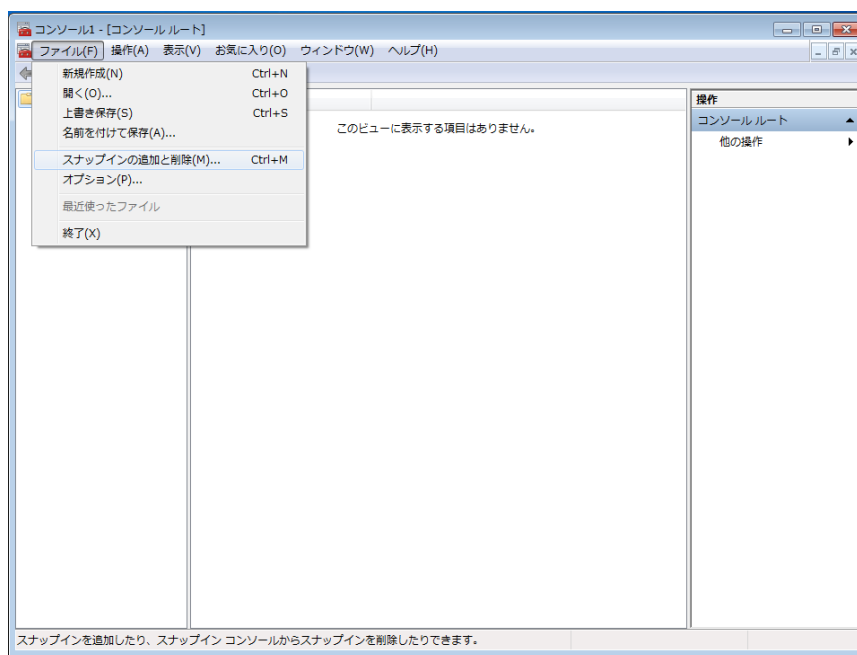 コンソール1 - [コンソール ルート]
ファイル(F) 操作(A) 表示(V) お気に入り(O) ウィンドウ(W) ヘルプ(H)
新規作成(N) Ctrl+N
開く(O)... Ctrl+O
上書き保存(S) Ctrl+S
名前を付けて保存(A)...
スナップインの追加と削除(M)... Ctrl+M
オプション(P)...
最近使ったファイル
終了(X)
このビューに表示する項目はありません。
操作
コンソール ルート
他の操作
スナップインを追加したり、スナップイン コンソールからスナップインを削除したりできます。